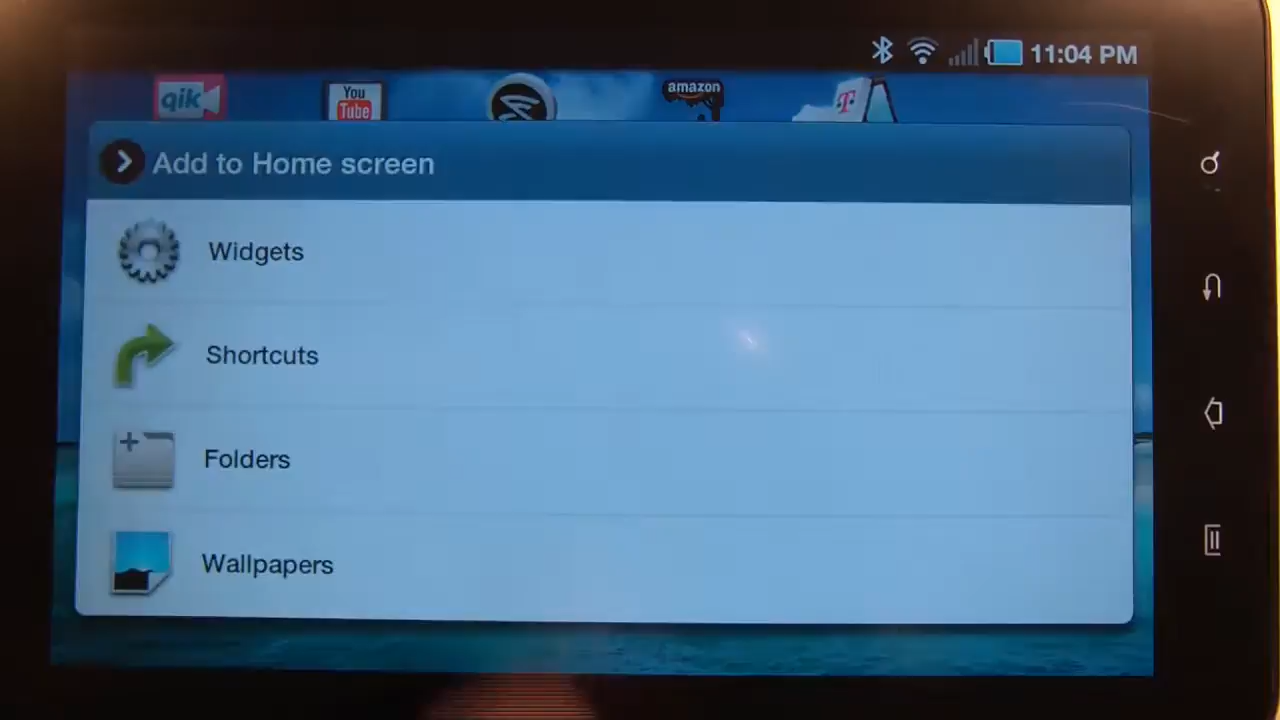 11:04 PM
qik
You
Tube
amazon
T
Add to Home screen
Widgets
Shortcuts
Folders
Wallpapers